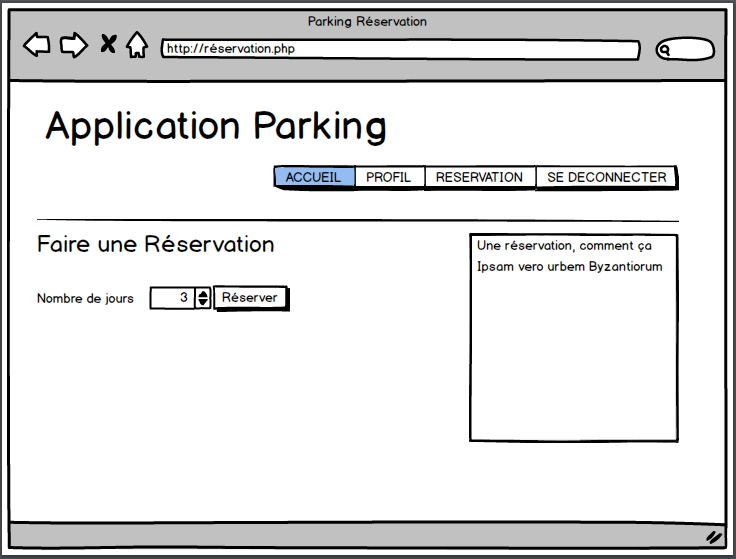 Parking Réservation
http://réservation.php
Application Parking
ACCUEIL PROFIL RESERVATION SE DECONNECTER
Faire une Réservation
Une réservation, comment ça
Ipsam vero urbem Byzantiorum
Nombre de jours 3 Réserver